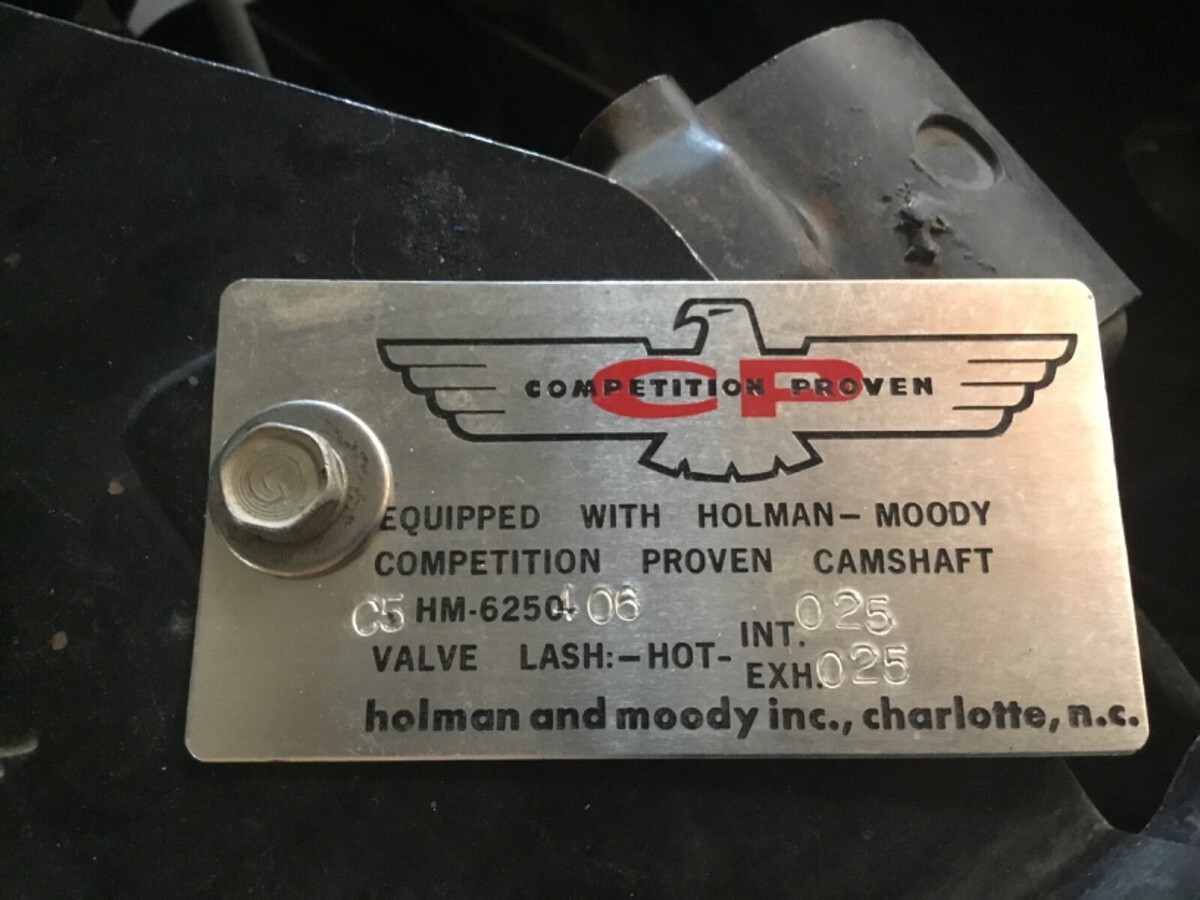 CP
COMPETITION PROVEN
EQUIPPED WITH HOLMAN-MOODY
COMPETITION PROVEN CAMSHAFT
C5 HM-6250-406
INT. 025
VALVE LASH:-HOT-
EXH. 025
holman and moody inc., charlotte, n.c.